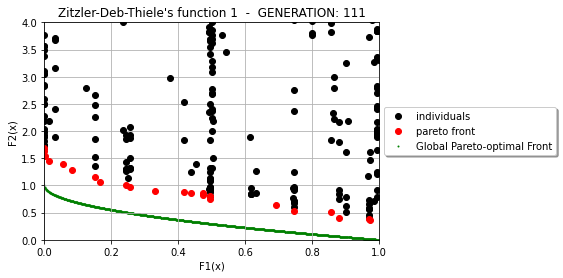 Zitzler-Deb-Thiele's function 1 - GENERATION: 111
4.0
3.5
3.0
2.5
2.0
1.5
1.0
0.5
0.0
F2(x)
0.0 0.2 0.4 0.6 0.8 1.0
F1(x)
individuals
pareto front
Global Pareto-optimal Front